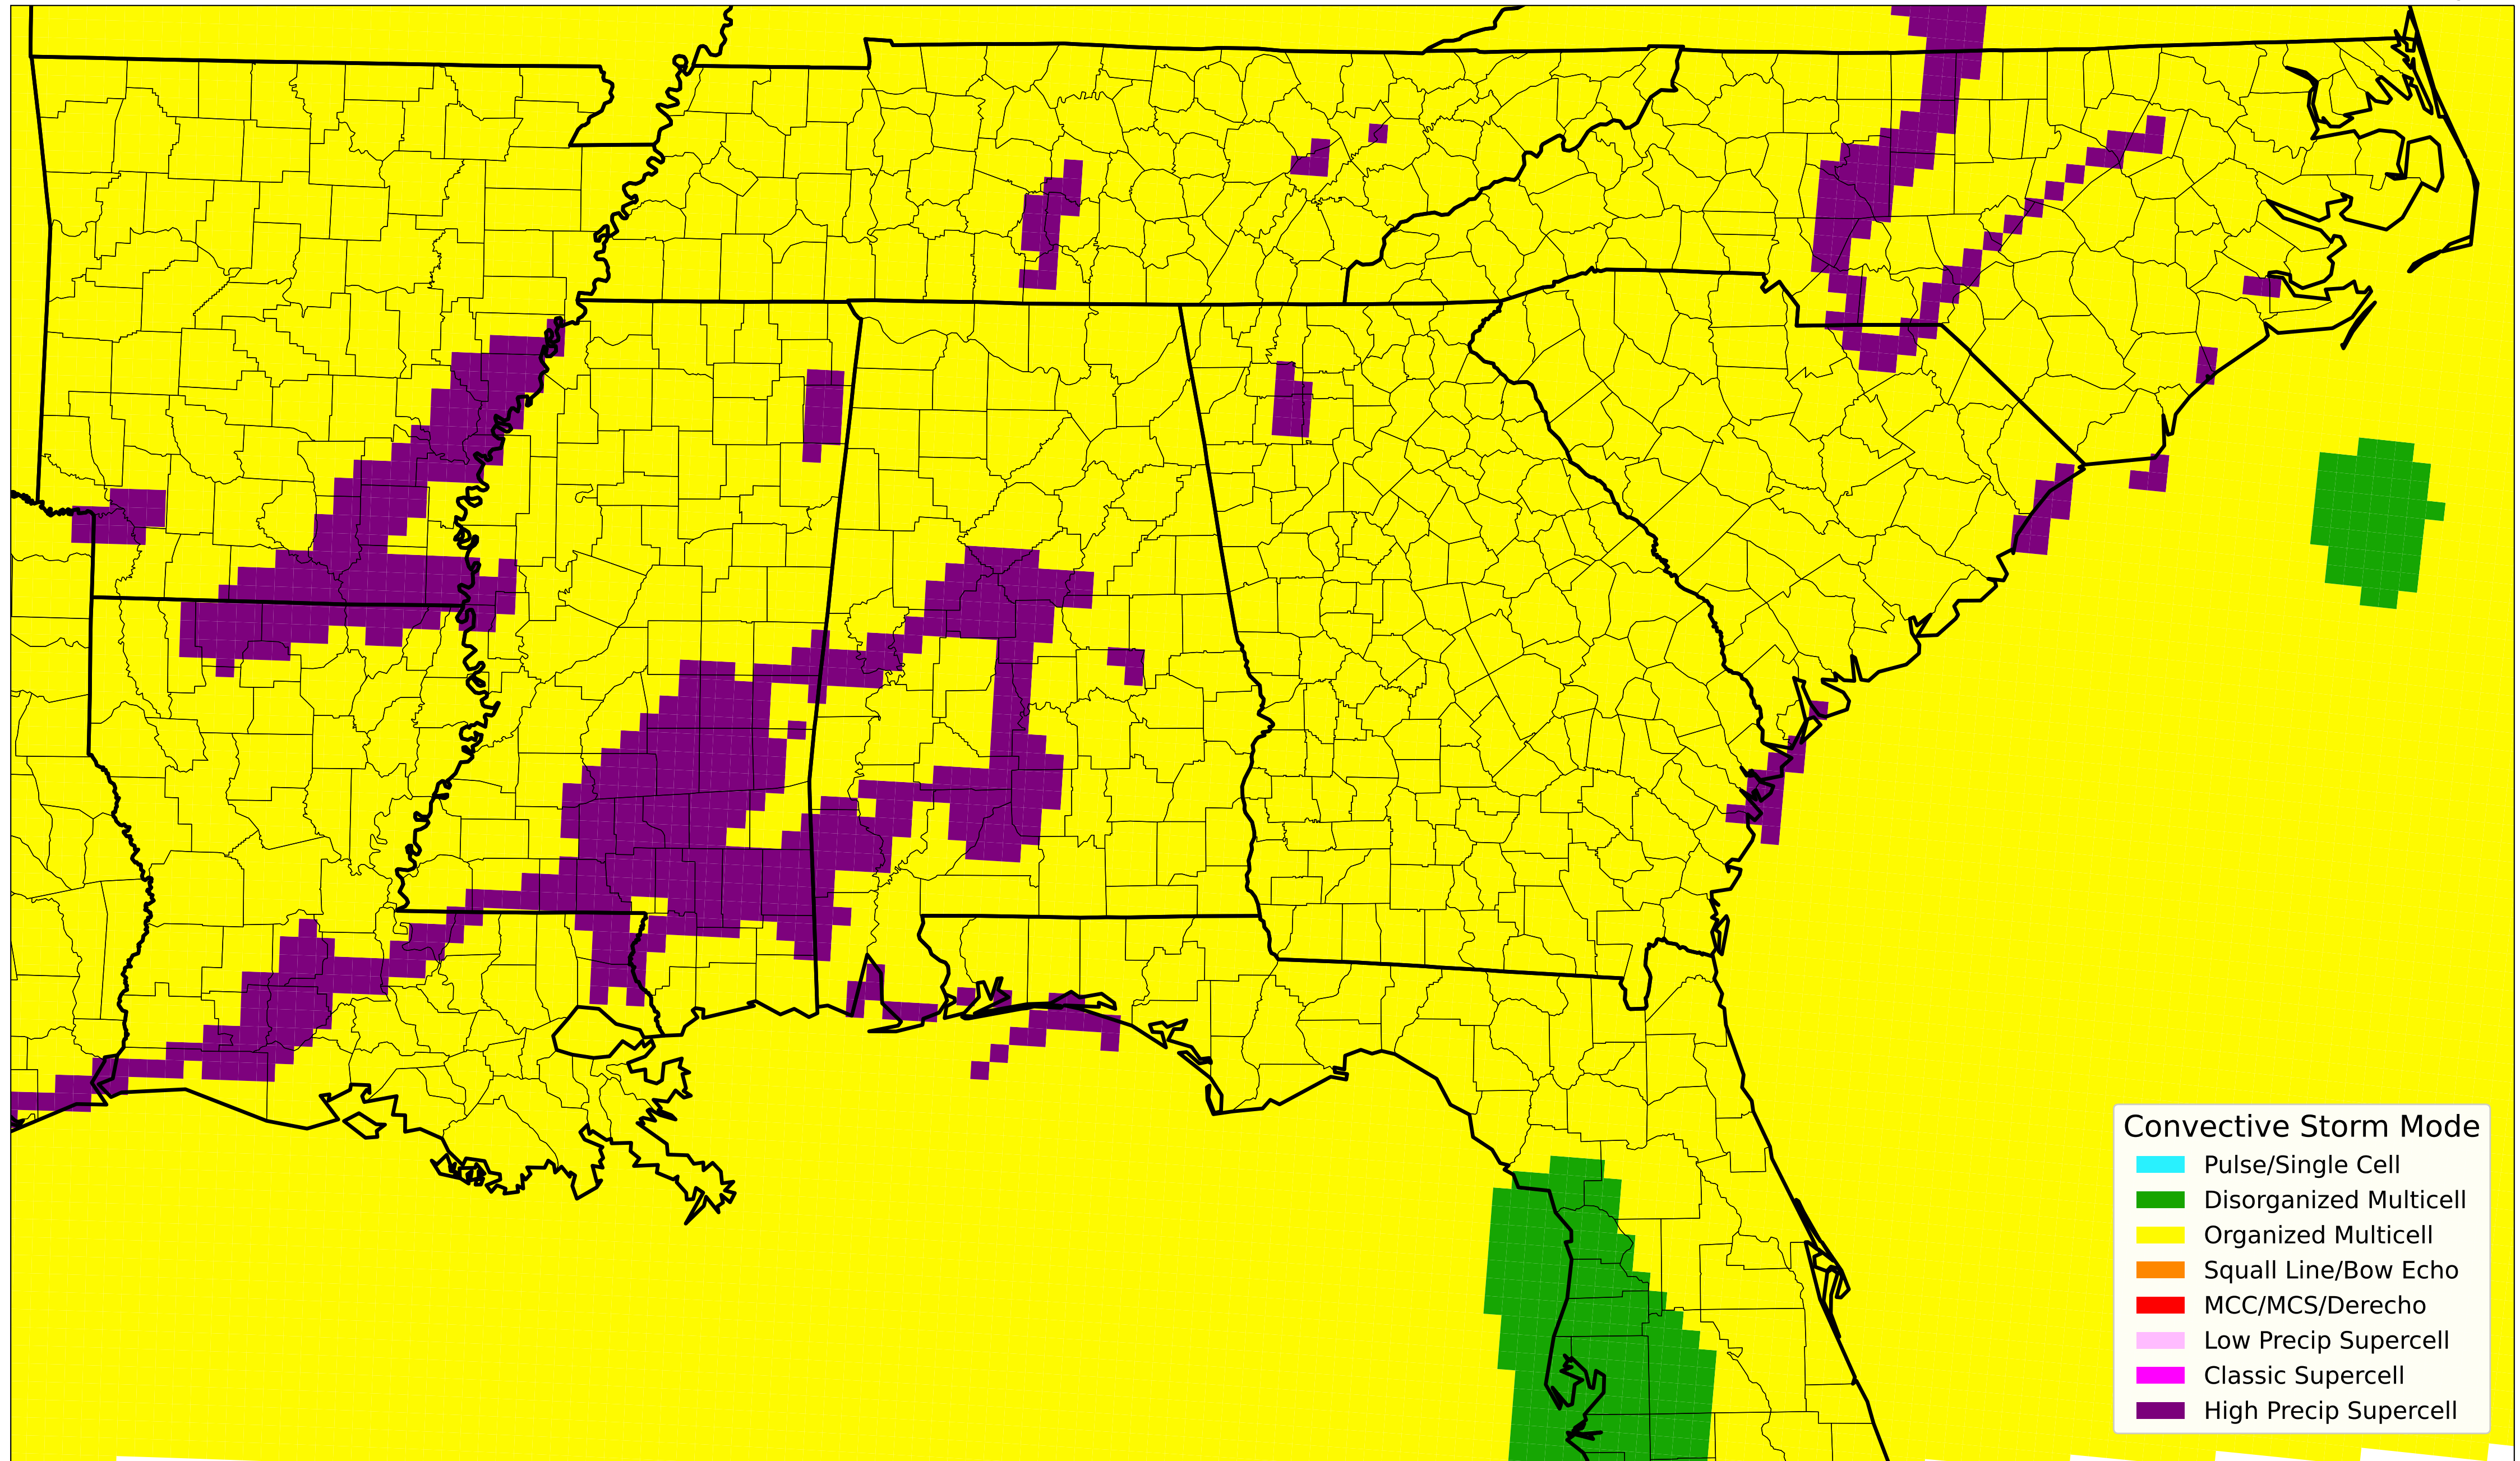 Convective Storm Mode
Pulse/Single Cell
Disorganized Multicell
Organized Multicell
Squall Line/Bow Echo
MCC/MCS/Derecho
Low Precip Supercell
Classic Supercell
High Precip Supercell